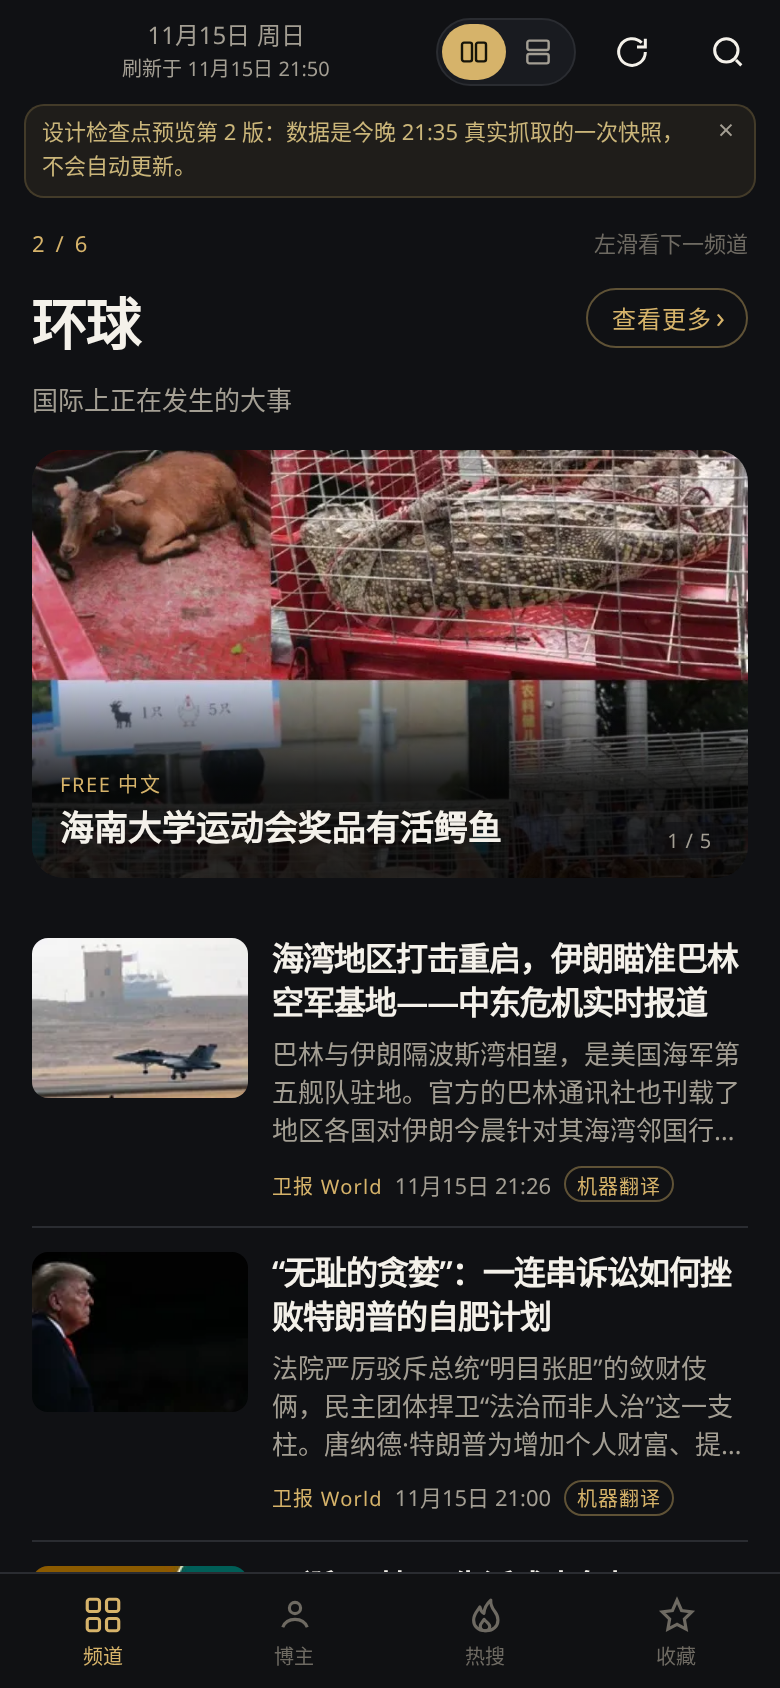 11月15日 周日
刷新于 11月15日 21:50
设计检查点预览第 2 版：数据是今晚 21:35 真实抓取的一次快照，
不会自动更新。
2 / 6
左滑看下一频道
环球
查看更多
国际上正在发生的大事
1只 5只
FREE 中文
海南大学运动会奖品有活鳄鱼
1 / 5
海湾地区打击重启，伊朗瞄准巴林
空军基地——中东危机实时报道
巴林与伊朗隔波斯湾相望，是美国海军第
五舰队驻地。官方的巴林通讯社也刊载了
地区各国对伊朗今晨针对其海湾邻国行…
卫报 World 11月15日 21:26 机器翻译
“无耻的贪婪”：一连串诉讼如何挫
败特朗普的自肥计划
法院严厉驳斥总统“明目张胆”的敛财伎
俩，民主团体捍卫“法治而非人治”这一支
柱。唐纳德·特朗普为增加个人财富、提…
卫报 World 11月15日 21:00 机器翻译
频道
博主
热搜
收藏